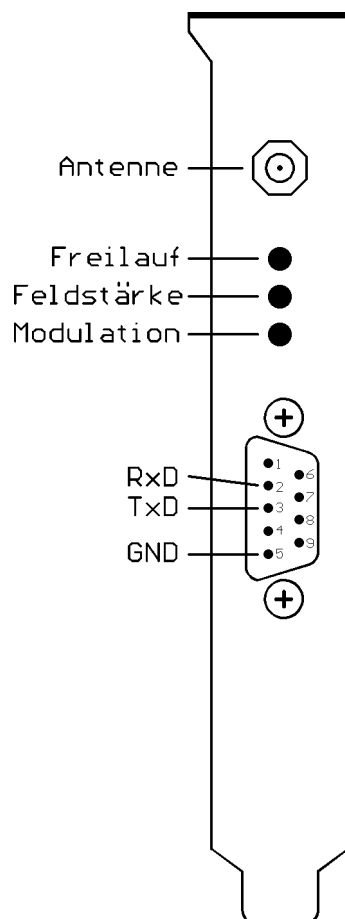 Antenne
Freilauf
Feldstärke
Modulation
1
6
RxD
2
7
TxD
3
8
4
9
GND
5